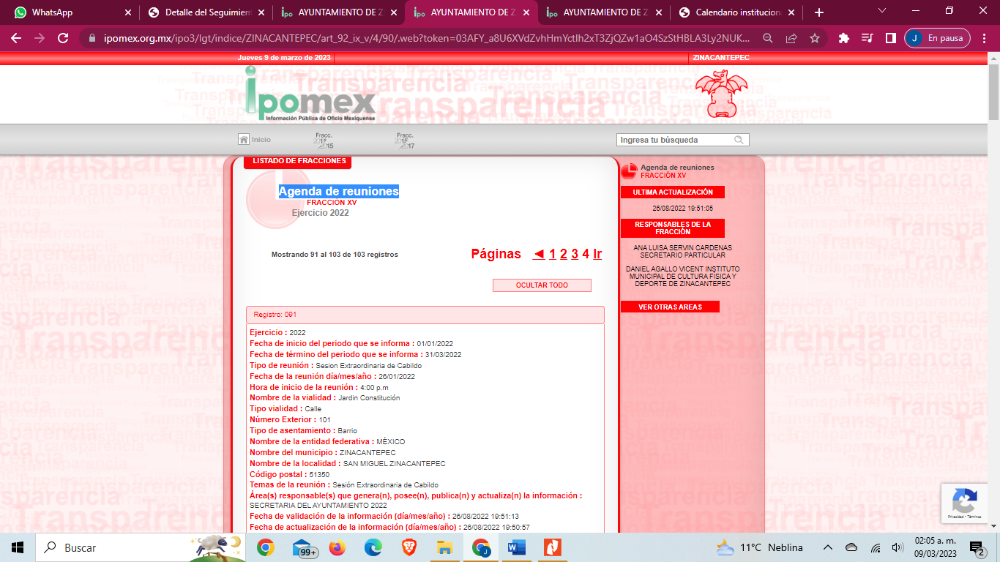 WhatsApp
Detalle del Seguimient
ipo AYUNTAMIENTO DE Z
ipo AYUNTAMIENTO DE Z
ipo AYUNTAMIENTO DE Z
Calendario instituciona
ipomex.org.mx/ipo3/lgt/indice/ZINACANTEPEC/art_92_ix_v/4/90/.web?token=03AFY_a8U6XVdZvhHmYctIh2xT3ZjQZw1aO4SzStHBLA3Ly2NUK...
J En pausa
Jueves 9 de marzo de 2023
ZINACANTEPEC
Transparencia
ipomex
Información Pública de Oficio Mexiquense
Inicio
Fracc.
2015
Fracc.
2017
Ingresa tu búsqueda
LISTADO DE FRACCIONES
Agenda de reuniones
FRACCIÓN XV
Ejercicio 2022
Mostrando 91 al 103 de 103 registros
Páginas ◄ 1 2 3 4 Ir
OCULTAR TODO
Registro: 091
Ejercicio : 2022
Fecha de inicio del periodo que se informa : 01/01/2022
Fecha de término del periodo que se informa : 31/03/2022
Tipo de reunión : Sesion Extraordinaria de Cabildo
Fecha de la reunión día/mes/año : 26/01/2022
Hora de inicio de la reunión : 4:00 p.m
Nombre de la vialidad : Jardin Constitución
Tipo vialidad : Calle
Número Exterior : 101
Tipo de asentamiento : Barrio
Nombre de la entidad federativa : MÉXICO
Nombre del municipio : ZINACANTEPEC
Nombre de la localidad : SAN MIGUEL ZINACANTEPEC
Código postal : 51350
Temas de la reunión : Sesión Extraordinaria de Cabildo
Área(s) responsable(s) que genera(n), posee(n), publica(n) y actualiza(n) la información :
SECRETARIA DEL AYUNTAMIENTO 2022
Fecha de validación de la información (día/mes/año) : 26/08/2022 19:51:13
Fecha de actualización de la información (día/mes/año) : 26/08/2022 19:50:57
Agenda de reuniones
FRACCIÓN XV
ULTIMA ACTUALIZACIÓN
26/08/2022 19:51:05
RESPONSABLES DE LA
FRACCIÓN
ANA LUISA SERVIN CARDENAS
SECRETARIO PARTICULAR
DANIEL AGALLO VICENT INSTITUTO
MUNICIPAL DE CULTURA FÍSICA Y
DEPORTE DE ZINACANTEPEC
VER OTRAS AREAS
Privacidad - Términos
Buscar
99+
11°C Neblina
02:05 a. m.
09/03/2023
2